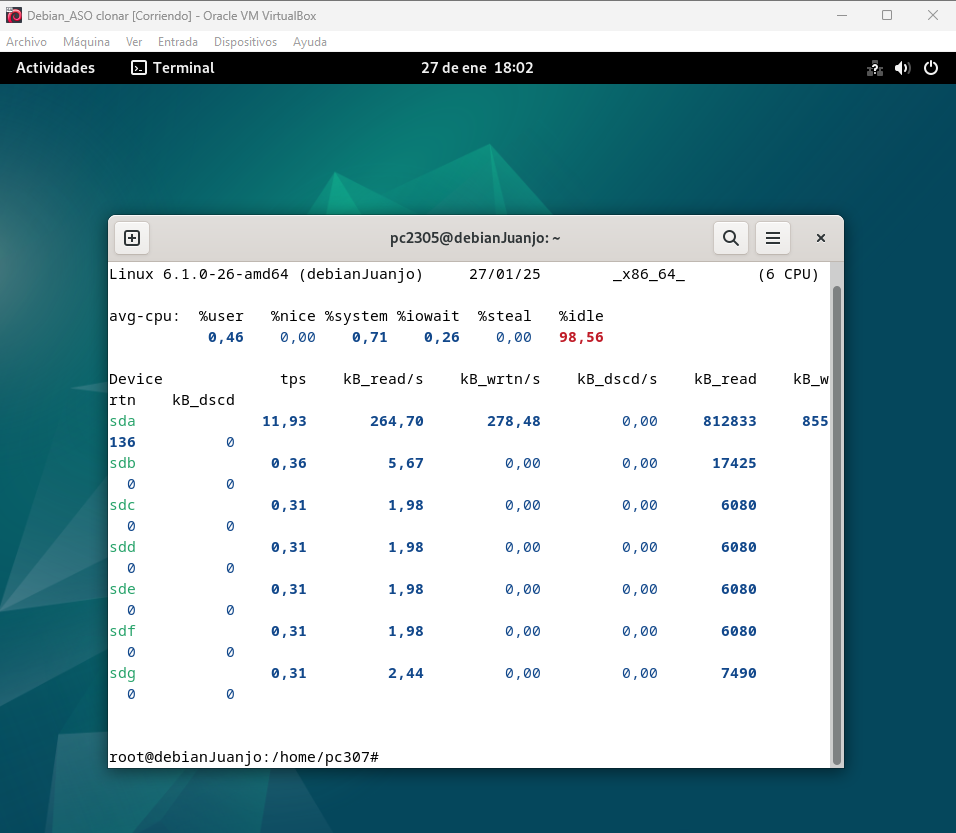 Debian_ASO clonar [Corriendo] - Oracle VM VirtualBox
Archivo Máquina Ver Entrada Dispositivos Ayuda
Actividades Terminal 27 de ene 18:02
pc2305@debianJuanjo: ~
Linux 6.1.0-26-amd64 (debianJuanjo) 27/01/25 _x86_64_ (6 CPU)
avg-cpu: %user %nice %system %iowait %steal %idle
0,46 0,00 0,71 0,26 0,00 98,56
Device tps kB_read/s kB_wrtn/s kB_dscd/s kB_read kB_w
rtn kB_dscd
sda 11,93 264,70 278,48 0,00 812833 855
136 0
sdb 0,36 5,67 0,00 0,00 17425
0 0
sdc 0,31 1,98 0,00 0,00 6080
0 0
sdd 0,31 1,98 0,00 0,00 6080
0 0
sde 0,31 1,98 0,00 0,00 6080
0 0
sdf 0,31 1,98 0,00 0,00 6080
0 0
sdg 0,31 2,44 0,00 0,00 7490
0 0
root@debianJuanjo:/home/pc307#